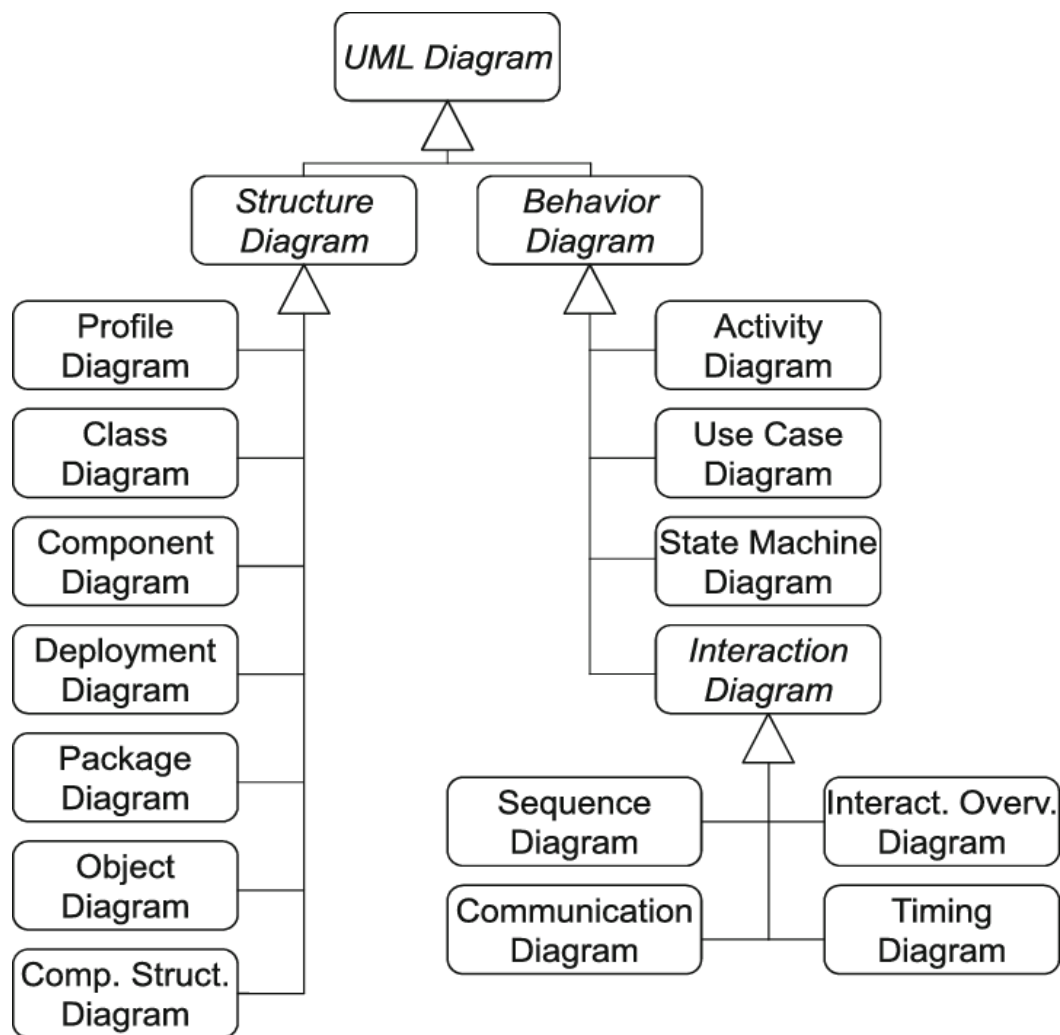 UML Diagram
Structure
Diagram
Behavior
Diagram
Profile
Diagram
Class
Diagram
Component
Diagram
Deployment
Diagram
Package
Diagram
Object
Diagram
Comp. Struct.
Diagram
Activity
Diagram
Use Case
Diagram
State Machine
Diagram
Interaction
Diagram
Sequence
Diagram
Interact. Overv.
Diagram
Communication
Diagram
Timing
Diagram